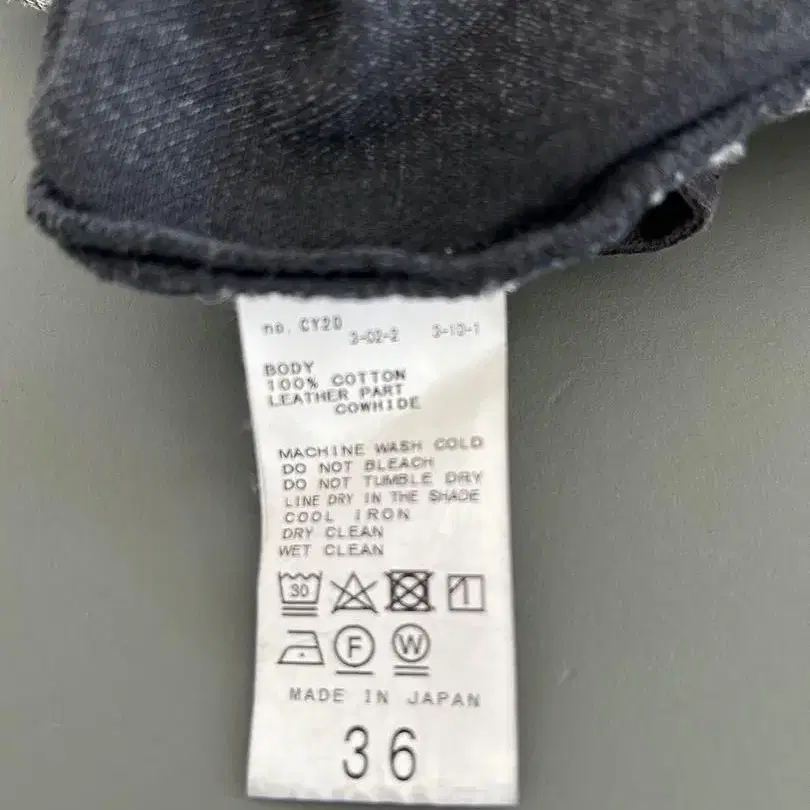 no. CY2D 3-02-2 3-10-1
BODY
100% COTTON
LEATHER PART
COWHIDE
MACHINE WASH COLD
DO NOT BLEACH
DO NOT TUMBLE DRY
LINE DRY IN THE SHADE
COOL IRON
DRY CLEAN
WET CLEAN
30
F W
MADE IN JAPAN
36